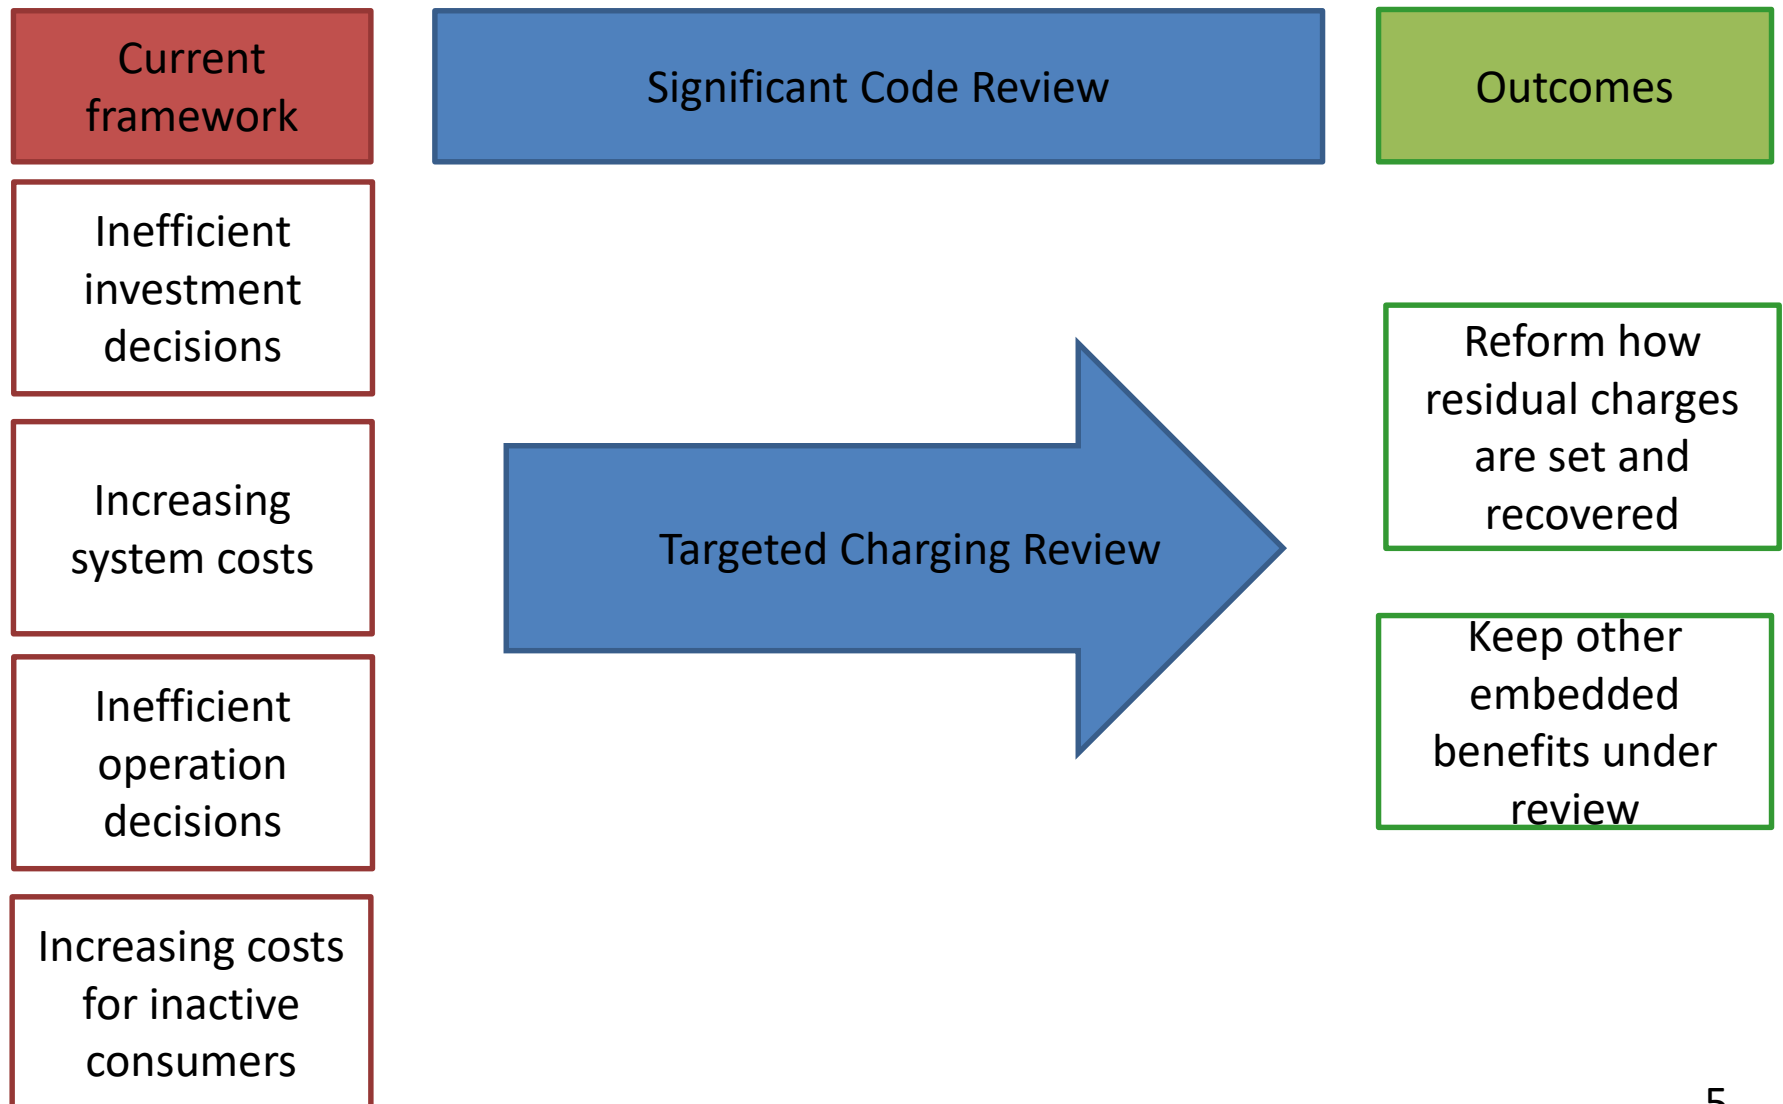 Current
framework
Significant Code Review
Outcomes
Inefficient
investment
decisions
Increasing
system costs
Inefficient
operation
decisions
Increasing costs
for inactive
consumers
Targeted Charging Review
Reform how
residual charges
are set and
recovered
Keep other
embedded
benefits under
review
5